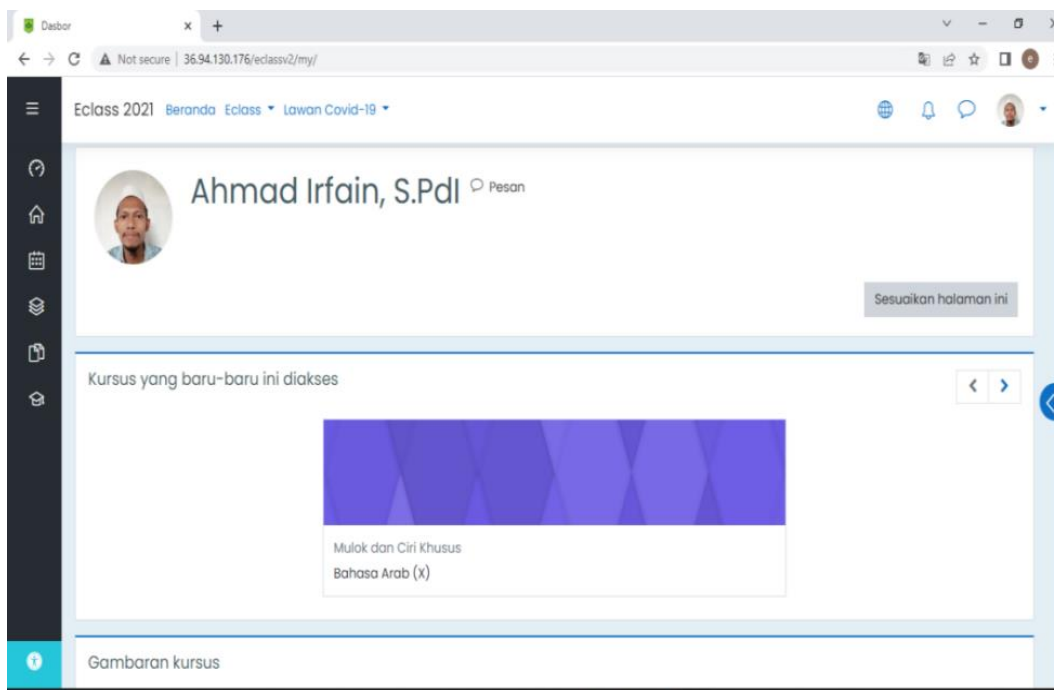 Dasbor
Not secure | 36.94.130.176/eclassv2/my/
Eclass 2021 Beranda Eclass Lawan Covid-19
Ahmad Irfain, S.PdI Pesan
Sesuaikan halaman ini
Kursus yang baru-baru ini diakses
Mulok dan Ciri Khusus
Bahasa Arab (X)
Gambaran kursus